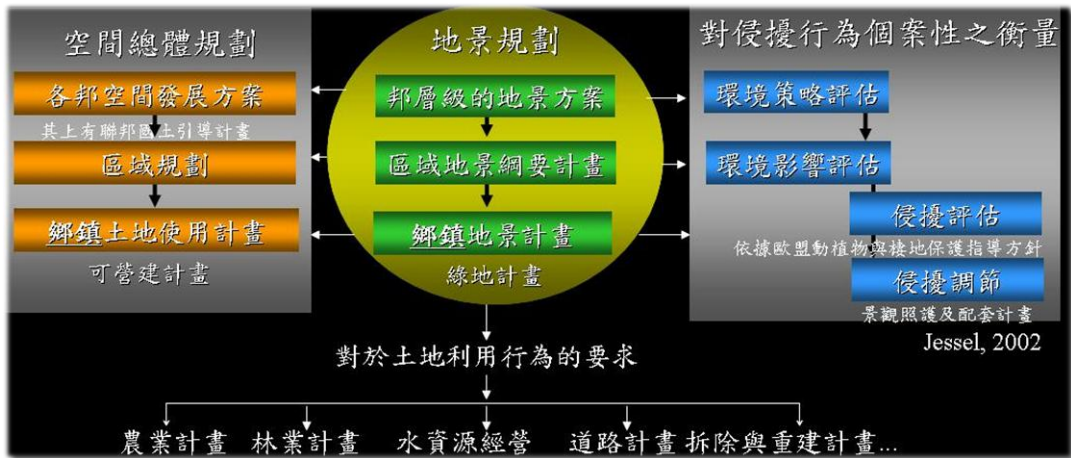 空間總體規劃
各邦空間發展方案
其上有聯邦國土引導計畫
區域規劃
鄉鎮土地使用計畫
可營建計畫
地景規劃
邦層級的地景方案
區域地景綱要計畫
鄉鎮地景計畫
綠地計畫
對侵擾行為個案性之衡量
環境策略評估
環境影響評估
侵擾評估
依據歐盟動植物與棲地保護指導方針
侵擾調節
景觀照護及配套計畫
Jessel, 2002
對於土地利用行為的要求
農業計畫 林業計畫 水資源經營 道路計畫 拆除與重建計畫...